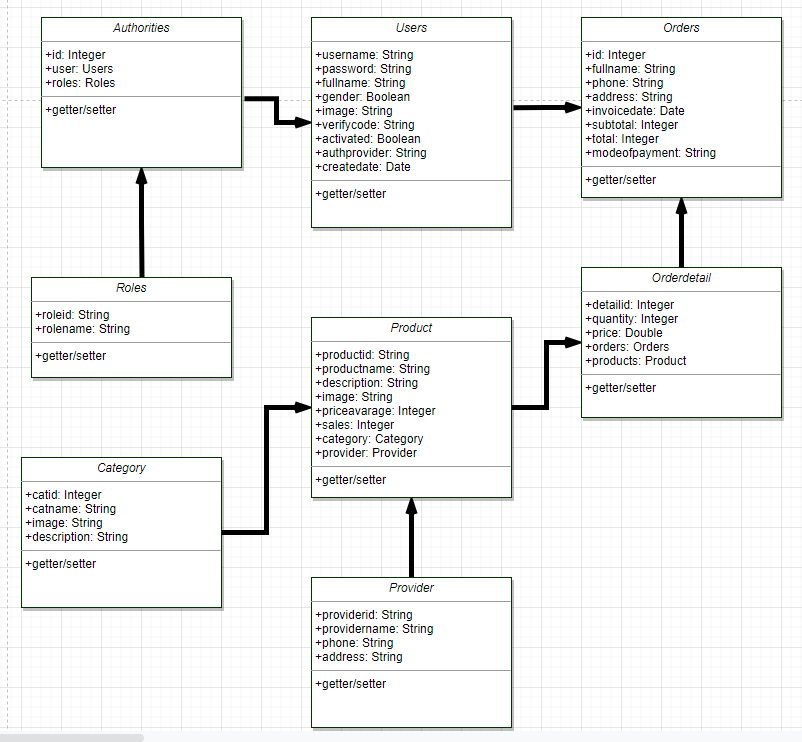 Authorities
+id: Integer
+user: Users
+roles: Roles
+getter/setter
Users
+username: String
+password: String
+fullname: String
+gender: Boolean
+image: String
+verifycode: String
+activated: Boolean
+authprovider: String
+createdate: Date
+getter/setter
Orders
+id: Integer
+fullname: String
+phone: String
+address: String
+invoicedate: Date
+subtotal: Integer
+total: Integer
+modeofpayment: String
+getter/setter
Roles
+roleid: String
+rolename: String
+getter/setter
Product
+productid: String
+productname: String
+description: String
+image: String
+priceavarage: Integer
+sales: Integer
+category: Category
+provider: Provider
+getter/setter
Orderdetail
+detailid: Integer
+quantity: Integer
+price: Double
+orders: Orders
+products: Product
+getter/setter
Category
+catid: Integer
+catname: String
+image: String
+description: String
+getter/setter
Provider
+providerid: String
+providername: String
+phone: String
+address: String
+getter/setter